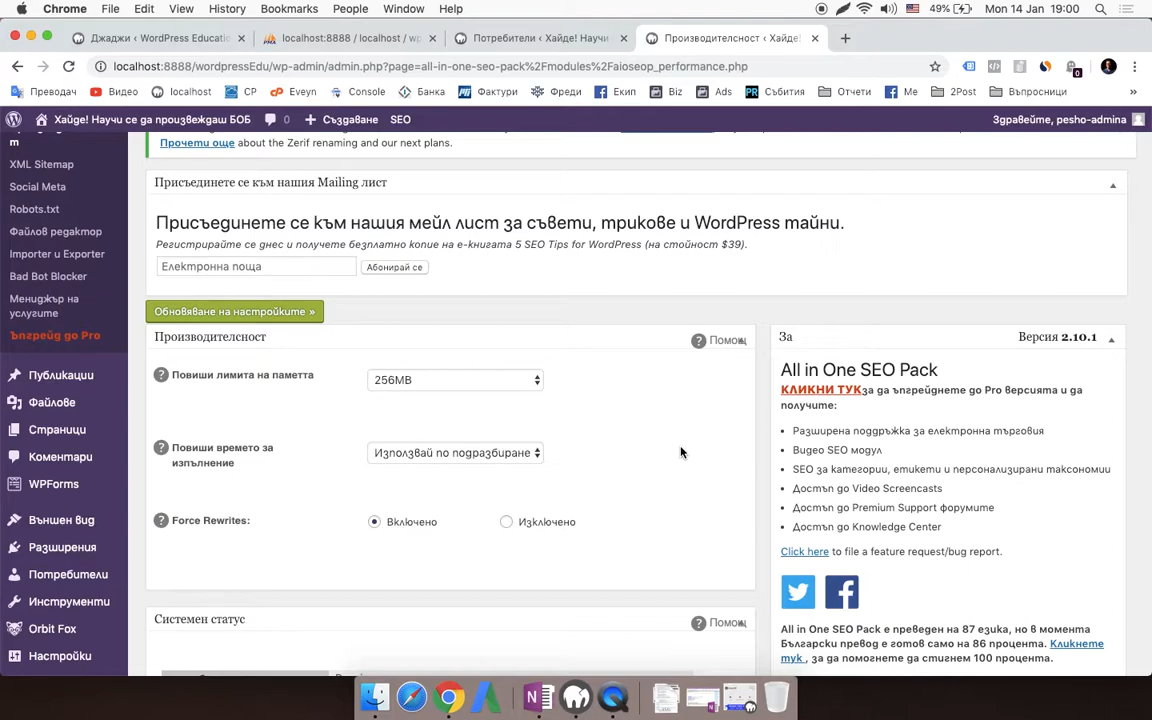 Chrome File Edit View History Bookmarks People Window Help 49% Mon 14 Jan 19:00
Джаджи ‹ WordPress Educatio localhost:8888 / localhost / wp Потребители ‹ Хайде! Научи Производителсност ‹ Хайде!
localhost:8888/wordpressEdu/wp-admin/admin.php?page=all-in-one-seo-pack%2Fmodules%2Faioseop_performance.php
Преводач Видео localhost CP Eveyn Console Банка Фактури Фреди Екип Biz Ads Събития Отчети Me 2Post Въпросници »
Хайде! Научи се да произвеждаш БОБ 0 Създаване SEO Здравейте, pesho-admina
т
XML Sitemap
Social Meta
Robots.txt
Файлов редактор
Importer и Exporter
Bad Bot Blocker
Мениджър на
услугите
Ъпгрейд до Pro
Публикации
Файлове
Страници
Коментари
WPForms
Външен вид
Разширения
Потребители
Инструменти
Orbit Fox
Настройки
Прочети още about the Zerif renaming and our next plans.
Присъединете се към нашия Mailing лист
Присъединете се към нашия мейл лист за съвети, трикове и WordPress тайни.
Регистрирайте се днес и получете безплатно копие на е-книгата 5 SEO Tips for WordPress (на стойност $39).
Електронна поща Абонирай се
Обновяване на настройките »
Производителсност Помощ
Повиши лимита на паметта 256MB
Повиши времето за
изпълнение Използвай по подразбиране
Force Rewrites: Включено Изключено
Системен статус Помощ
За Версия 2.10.1
All in One SEO Pack
КЛИКНИ ТУК за да ъпгрейднете до Pro версията и да
получите:
Разширена поддръжка за електронна търговия
Видео SEO модул
SEO за категории, етикети и персонализирани таксономии
Достъп до Video Screencasts
Достъп до Premium Support форумите
Достъп до Knowledge Center
Click here to file a feature request/bug report.
All in One SEO Pack е преведен на 87 езика, но в момента
Български превод е готов само на 86 процента. Кликнете
тук , за да помогнете да стигнем 100 процента.